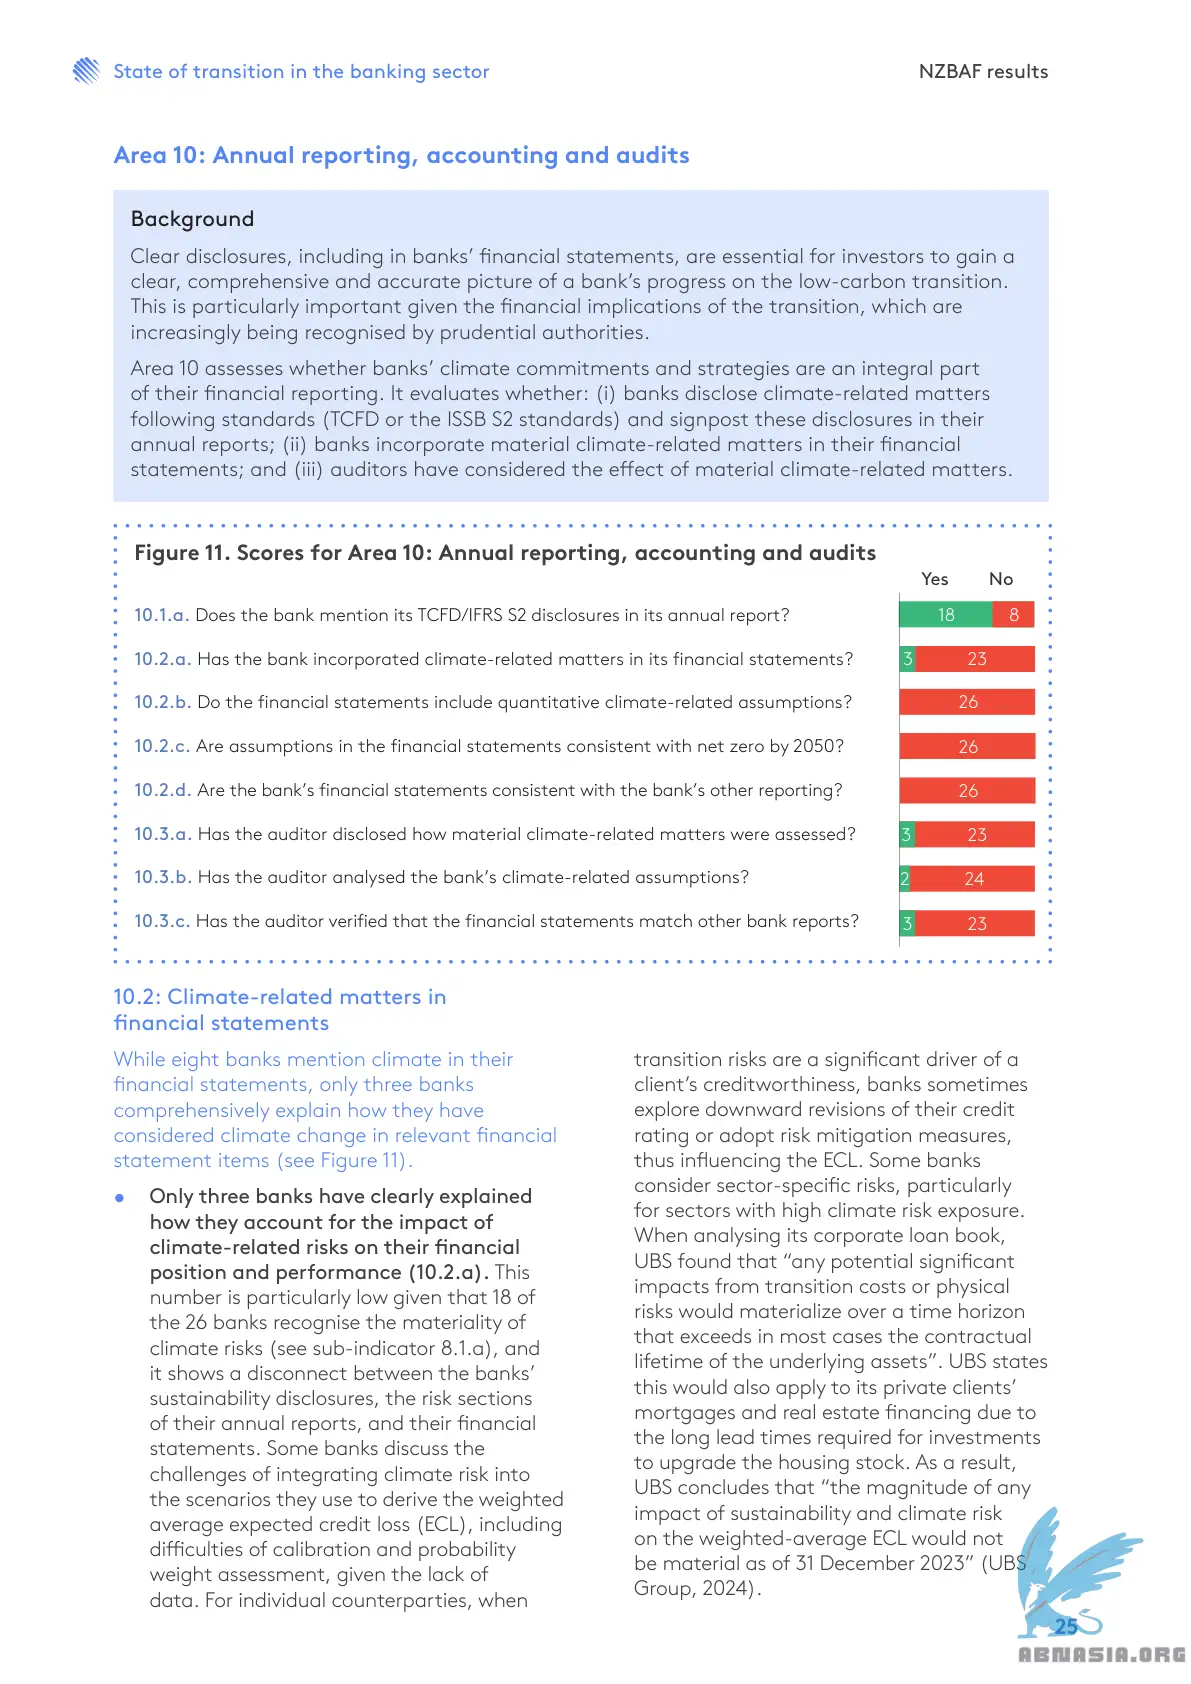 State of transition in the banking sector
NZBAF results
Area 10: Annual reporting, accounting and audits
Background
Clear disclosures, including in banks’ financial statements, are essential for investors to gain a
clear, comprehensive and accurate picture of a bank’s progress on the low-carbon transition.
This is particularly important given the financial implications of the transition, which are
increasingly being recognised by prudential authorities.
Area 10 assesses whether banks’ climate commitments and strategies are an integral part
of their financial reporting. It evaluates whether: (i) banks disclose climate-related matters
following standards (TCFD or the ISSB S2 standards) and signpost these disclosures in their
annual reports; (ii) banks incorporate material climate-related matters in their financial
statements; and (iii) auditors have considered the effect of material climate-related matters.
Figure 11. Scores for Area 10: Annual reporting, accounting and audits
Yes No
10.1.a. Does the bank mention its TCFD/IFRS S2 disclosures in its annual report? 18 8
10.2.a. Has the bank incorporated climate-related matters in its financial statements? 3 23
10.2.b. Do the financial statements include quantitative climate-related assumptions? 26
10.2.c. Are assumptions in the financial statements consistent with net zero by 2050? 26
10.2.d. Are the bank’s financial statements consistent with the bank’s other reporting? 26
10.3.a. Has the auditor disclosed how material climate-related matters were assessed? 3 23
10.3.b. Has the auditor analysed the bank’s climate-related assumptions? 2 24
10.3.c. Has the auditor verified that the financial statements match other bank reports? 3 23
10.2: Climate-related matters in
financial statements
While eight banks mention climate in their
financial statements, only three banks
comprehensively explain how they have
considered climate change in relevant financial
statement items (see Figure 11).
● Only three banks have clearly explained
how they account for the impact of
climate-related risks on their financial
position and performance (10.2.a). This
number is particularly low given that 18 of
the 26 banks recognise the materiality of
climate risks (see sub-indicator 8.1.a), and
it shows a disconnect between the banks’
sustainability disclosures, the risk sections
of their annual reports, and their financial
statements. Some banks discuss the
challenges of integrating climate risk into
the scenarios they use to derive the weighted
average expected credit loss (ECL), including
difficulties of calibration and probability
weight assessment, given the lack of
data. For individual counterparties, when
transition risks are a significant driver of a
client’s creditworthiness, banks sometimes
explore downward revisions of their credit
rating or adopt risk mitigation measures,
thus influencing the ECL. Some banks
consider sector-specific risks, particularly
for sectors with high climate risk exposure.
When analysing its corporate loan book,
UBS found that “any potential significant
impacts from transition costs or physical
risks would materialize over a time horizon
that exceeds in most cases the contractual
lifetime of the underlying assets”. UBS states
this would also apply to its private clients’
mortgages and real estate financing due to
the long lead times required for investments
to upgrade the housing stock. As a result,
UBS concludes that “the magnitude of any
impact of sustainability and climate risk
on the weighted-average ECL would not
be material as of 31 December 2023” (UBS
Group, 2024).
25
ABNASIA.ORG